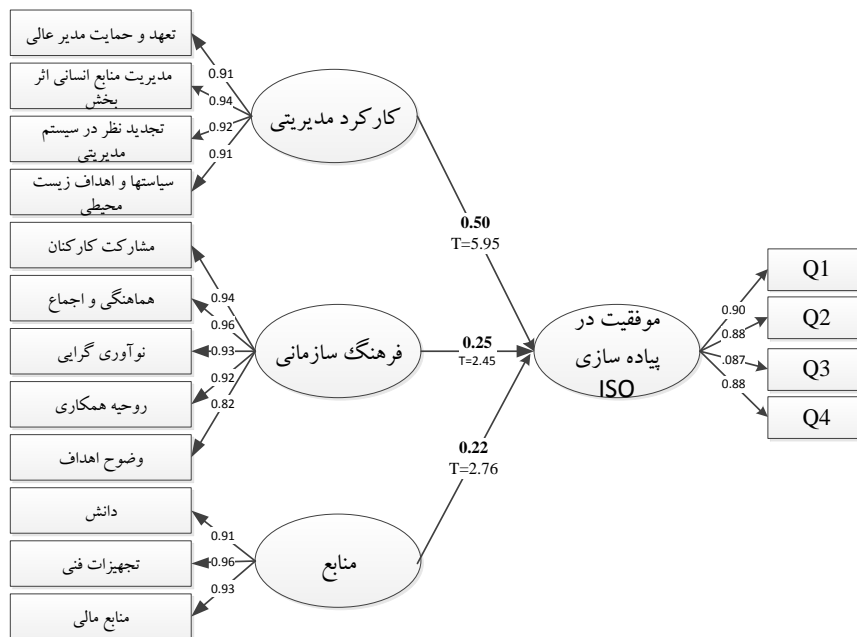 تعهد و حمایت مدیر عالی
مدیریت منابع انسانی اثر
بخش
تجدید نظر در سیستم
مدیریتی
سیاستها و اهداف زیست
محیطی
0.91
0.94
0.92
0.91
کارکرد مدیریتی
مشارکت کارکنان
هماهنگی و اجماع
نوآوری گرایی
روحیه همکاری
وضوح اهداف
0.94
0.96
0.93
0.92
0.82
فرهنگ سازمانی
دانش
تجهیزات فنی
منابع مالی
0.91
0.96
0.93
منابع
0.50
T=5.95
0.25
T=2.45
0.22
T=2.76
موفقیت در
پیاده سازی
ISO
0.90
0.88
.087
0.88
Q1
Q2
Q3
Q4